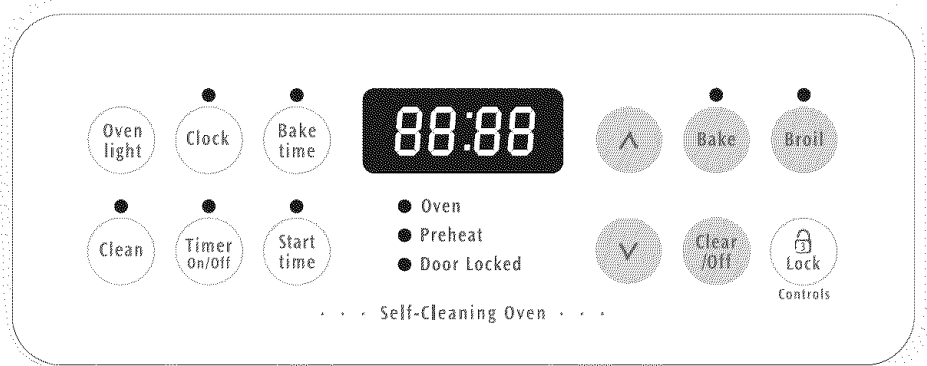 Oven
light
Clock
Bake
time
88:88
∧
Bake
Broil
Clean
Timer
On/Off
Start
time
Oven
Preheat
Door Locked
∨
Clear
/Off
3
Lock
Controls
· · · Self-Cleaning Oven · · ·